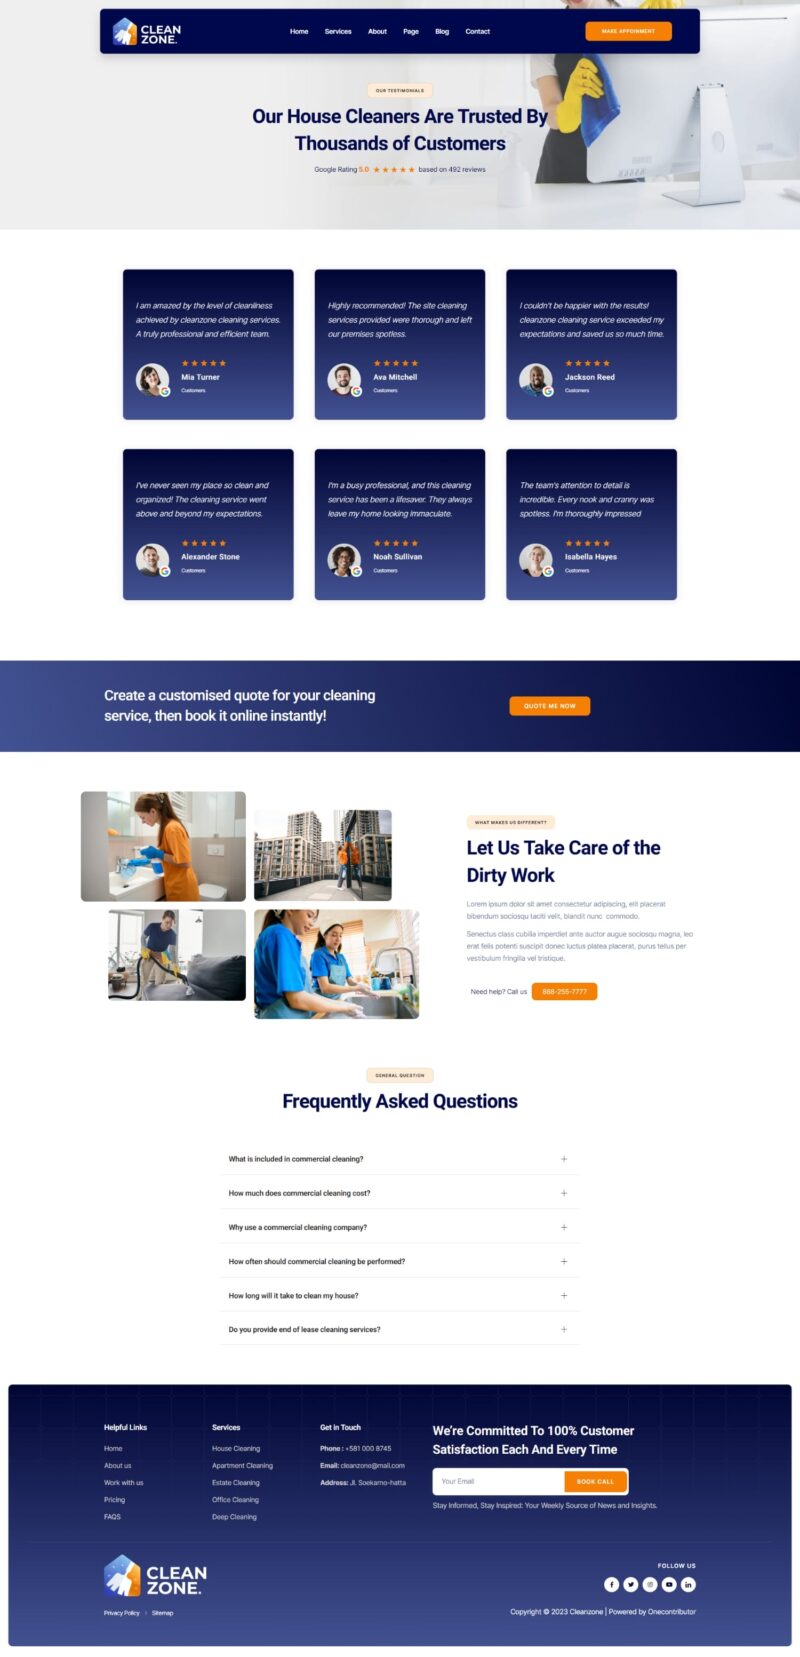 CLEAN
ZONE.
Home Services About Page Blog Contact
MAKE APPOINMENT
OUR TESTIMONIALS
Our House Cleaners Are Trusted By
Thousands of Customers
Google Rating 5.0 ★★★★★ based on 492 reviews
I am amazed by the level of cleanliness
achieved by cleanzone cleaning services.
A truly professional and efficient team.
★★★★★
Mia Turner
Customers
Highly recommended! The site cleaning
services provided were thorough and left
our premises spotless.
★★★★★
Ava Mitchell
Customers
I couldn't be happier with the results!
cleanzone cleaning service exceeded my
expectations and saved us so much time.
★★★★★
Jackson Reed
Customers
I've never seen my place so clean and
organized! The cleaning service went
above and beyond my expectations.
★★★★★
Alexander Stone
Customers
I'm a busy professional, and this cleaning
service has been a lifesaver. They always
leave my home looking immaculate.
★★★★★
Noah Sullivan
Customers
The team's attention to detail is
incredible. Every nook and cranny was
spotless. I'm thoroughly impressed
★★★★★
Isabella Hayes
Customers
Create a customised quote for your cleaning
service, then book it online instantly!
QUOTE ME NOW
WHAT MAKES US DIFFERENT?
Let Us Take Care of the
Dirty Work
Lorem ipsum dolor sit amet consectetur adipiscing, elit placerat
bibendum sociosqu taciti velit, blandit nunc commodo.
Senectus class cubilia imperdiet ante auctor augue sociosqu magna, leo
erat felis potenti suscipit donec luctus platea placerat, purus tellus per
vestibulum fringilla vel tristique.
Need help? Call us 888-255-7777
GENERAL QUESTION
Frequently Asked Questions
What is included in commercial cleaning?
How much does commercial cleaning cost?
Why use a commercial cleaning company?
How often should commercial cleaning be performed?
How long will it take to clean my house?
Do you provide end of lease cleaning services?
Helpful Links
Home
About us
Work with us
Pricing
FAQS
Services
House Cleaning
Apartment Cleaning
Estate Cleaning
Office Cleaning
Deep Cleaning
Get in Touch
Phone : +581 000 8745
Email: cleanzone@mail.com
Address: Jl. Soekarno-hatta
We're Committed To 100% Customer
Satisfaction Each And Every Time
Your Email
BOOK CALL
Stay Informed, Stay Inspired: Your Weekly Source of News and Insights.
CLEAN
ZONE.
Privacy Policy | Sitemap
FOLLOW US
Copyright © 2023 Cleanzone | Powered by Onecontributor